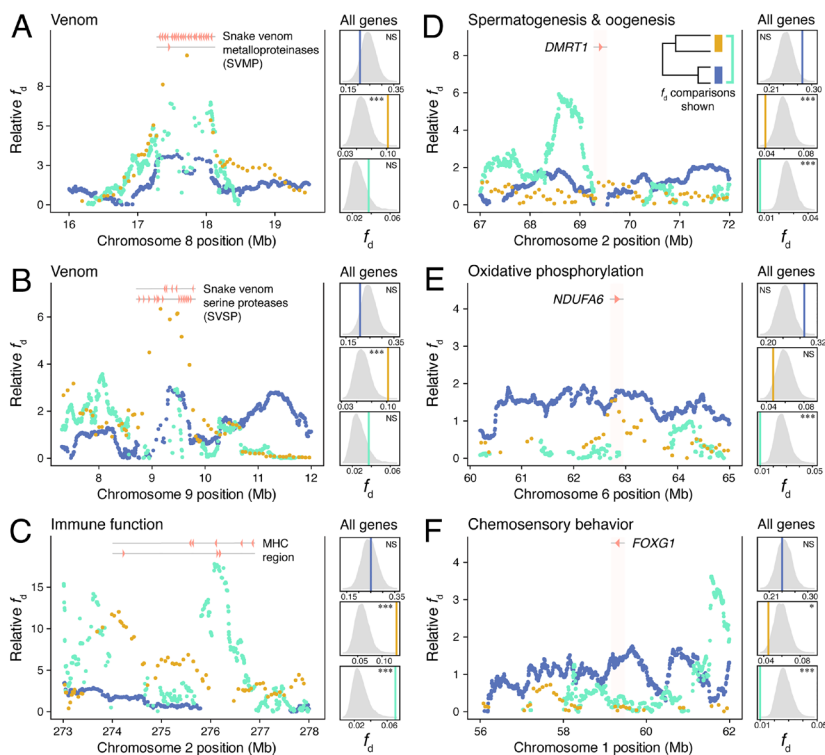 A
Venom
Snake venom
metalloproteinases
(SVMP)
Relative fd
8
5
3
0
16 17 18 19
Chromosome 8 position (Mb)
All genes
NS
0.15 0.35
***
0.03 0.10
NS
0.02 0.06
fd
D
Spermatogenesis & oogenesis
DMRT1
fd comparisons
shown
Relative fd
8
6
4
2
0
67 68 69 70 71 72
Chromosome 2 position (Mb)
All genes
NS
0.21 0.30
***
0.04 0.08
***
0.01 0.04
fd
B
Venom
Snake venom
serine proteases
(SVSP)
Relative fd
6
4
2
0
8 9 10 11 12
Chromosome 9 position (Mb)
All genes
NS
0.15 0.35
***
0.03 0.10
NS
0.02 0.06
fd
E
Oxidative phosphorylation
NDUFA6
Relative fd
4
3
2
1
0
60 61 62 63 64 65
Chromosome 6 position (Mb)
All genes
NS
0.20 0.32
NS
0.04 0.08
***
0.01 0.05
fd
C
Immune function
MHC
region
Relative fd
15
10
5
0
273 274 275 276 277 278
Chromosome 2 position (Mb)
All genes
NS
0.15 0.35
***
0.05 0.10
***
0.02 0.06
fd
F
Chemosensory behavior
FOXG1
Relative fd
4
3
2
1
0
56 58 59 60 61 62
Chromosome 1 position (Mb)
All genes
NS
0.21 0.30
*
0.04 0.08
***
0.01
fd